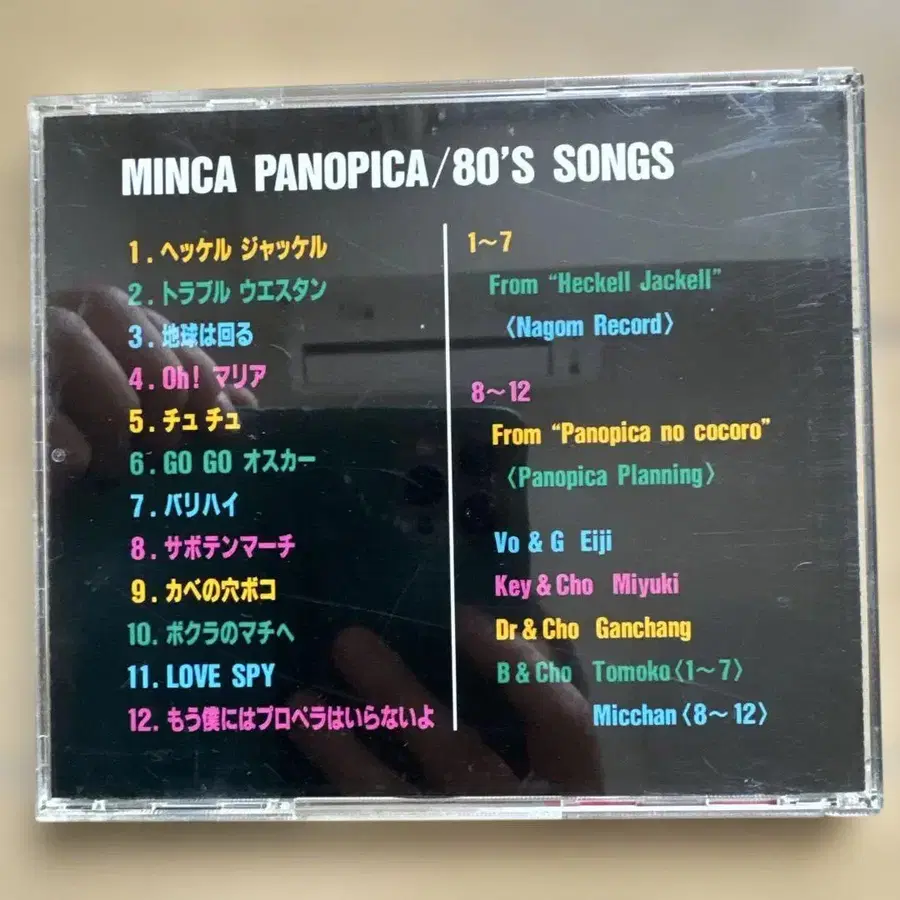 MINCA PANOPICA/80'S SONGS
1. ヘッケル ジャッケル
2. トラブル ウエスタン
3. 地球は回る
4. Oh! マリア
5. チュ チュ
6. GO GO オスカー
7. バリハイ
8. サボテンマーチ
9. カベの穴ボコ
10. ボクラのマチへ
11. LOVE SPY
12. もう僕にはプロペラはいらないよ
1〜7
From “Heckell Jackell”
〈Nagom Record〉
8〜12
From “Panopica no cocoro”
〈Panopica Planning〉
Vo & G Eiji
Key & Cho Miyuki
Dr & Cho Ganchang
B & Cho Tomoko〈1〜7〉
Micchan〈8〜12〉